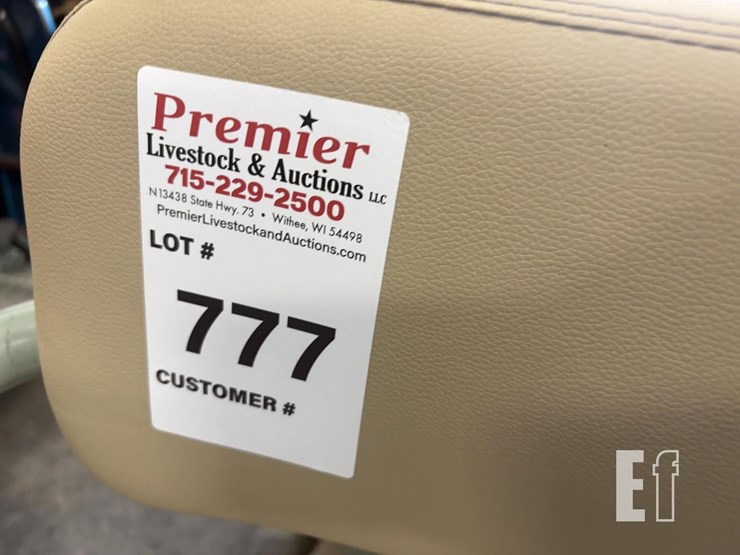 Premier
Livestock & Auctions LLC
715-229-2500
N13438 State Hwy. 73 • Withee, WI 54498
PremierLivestockandAuctions.com
LOT #
777
CUSTOMER #
Ef